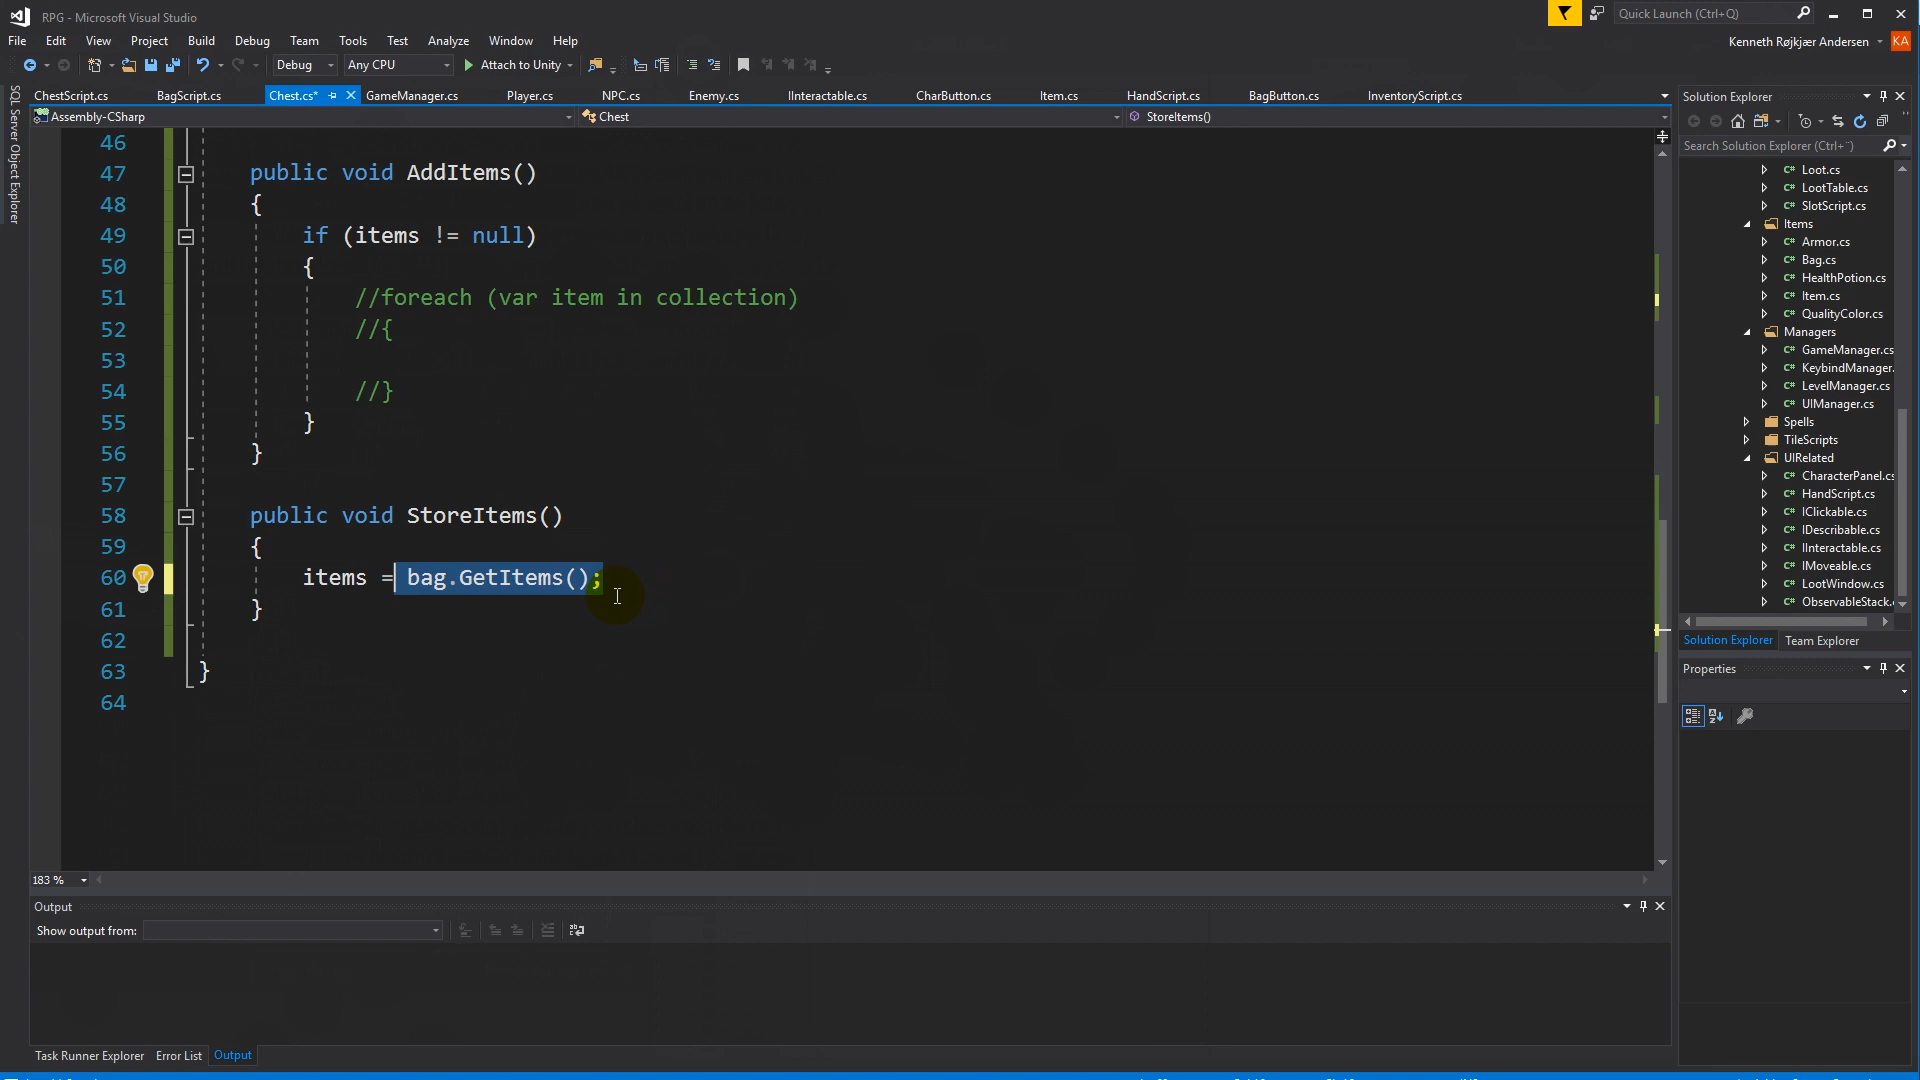 RPG - Microsoft Visual Studio
Quick Launch (Ctrl+Q)
File Edit View Project Build Debug Team Tools Test Analyze Window Help
Kenneth Røjkjær Andersen KA
Debug Any CPU Attach to Unity
ChestScript.cs BagScript.cs Chest.cs* GameManager.cs Player.cs NPC.cs Enemy.cs IInteractable.cs CharButton.cs Item.cs HandScript.cs BagButton.cs InventoryScript.cs
Assembly-CSharp Chest StoreItems()
SQL Server Object Explorer
46
47 public void AddItems()
48 {
49 if (items != null)
50 {
51 //foreach (var item in collection)
52 //{
53
54 //}
55 }
56 }
57
58 public void StoreItems()
59 {
60 items = bag.GetItems();
61 }
62
63 }
64
183 %
Output
Show output from:
Task Runner Explorer Error List Output
Solution Explorer
Search Solution Explorer (Ctrl+¨)
C# Loot.cs
C# LootTable.cs
C# SlotScript.cs
Items
C# Armor.cs
C# Bag.cs
C# HealthPotion.cs
C# Item.cs
C# QualityColor.cs
Managers
C# GameManager.cs
C# KeybindManager.
C# LevelManager.cs
C# UIManager.cs
Spells
TileScripts
UIRelated
C# CharacterPanel.cs
C# HandScript.cs
C# IClickable.cs
C# IDescribable.cs
C# IInteractable.cs
C# IMoveable.cs
C# LootWindow.cs
C# ObservableStack.
Solution Explorer Team Explorer
Properties